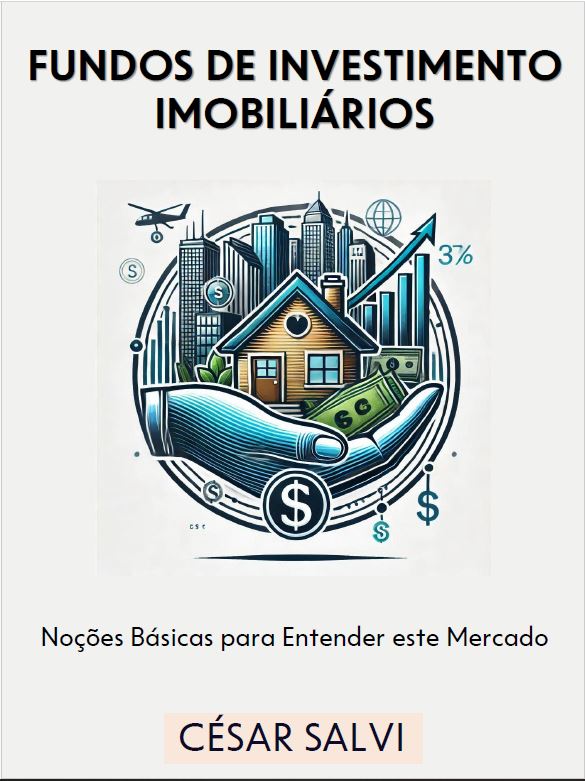 FUNDOS DE INVESTIMENTO
IMOBILIÁRIOS
3%
$
$
$
$
$
$
Noções Básicas para Entender este Mercado
CÉSAR SALVI